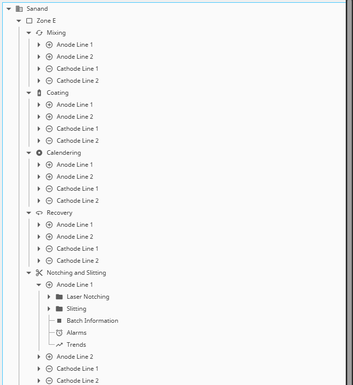 Sanand
Zone E
Mixing
Anode Line 1
Anode Line 2
Cathode Line 1
Cathode Line 2
Coating
Anode Line 1
Anode Line 2
Cathode Line 1
Cathode Line 2
Calendering
Anode Line 1
Anode Line 2
Cathode Line 1
Cathode Line 2
Recovery
Anode Line 1
Anode Line 2
Cathode Line 1
Cathode Line 2
Notching and Slitting
Anode Line 1
Laser Notching
Slitting
Batch Information
Alarms
Trends
Anode Line 2
Cathode Line 1
Cathode Line 2